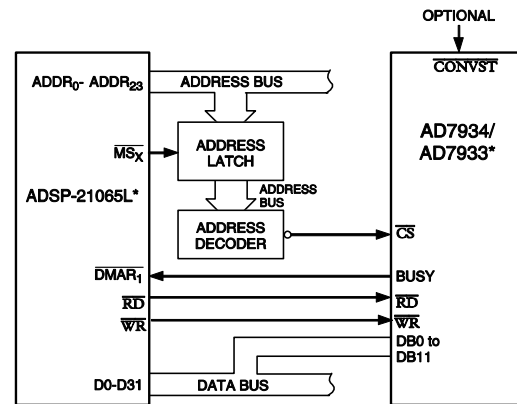 OPTIONAL
ADDR0- ADDR23
ADDRESS BUS
CONVST
AD7934/
AD7933*
MSX
ADDRESS
LATCH
ADSP-21065L*
ADDRESS
BUS
ADDRESS
DECODER
CS
DMAR1
BUSY
RD
RD
WR
WR
DB0 to
DB11
D0-D31
DATA BUS